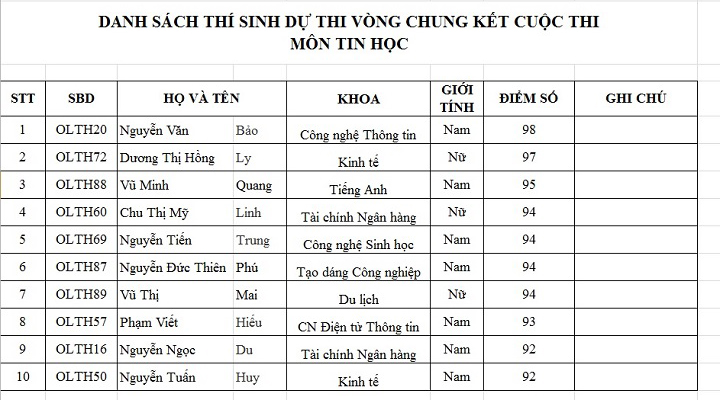 DANH SÁCH THÍ SINH DỰ THI VÒNG CHUNG KẾT CUỘC THI
MÔN TIN HỌC
STT SBD HỌ VÀ TÊN KHOA GIỚI TÍNH ĐIỂM SỐ GHI CHÚ
1 OLTH20 Nguyễn Văn Bảo Công nghệ Thông tin Nam 98
2 OLTH72 Dương Thị Hồng Ly Kinh tế Nữ 97
3 OLTH88 Vũ Minh Quang Tiếng Anh Nam 95
4 OLTH60 Chu Thị Mỹ Linh Tài chính Ngân hàng Nữ 94
5 OLTH69 Nguyễn Tiến Trung Công nghệ Sinh học Nam 94
6 OLTH87 Nguyễn Đức Thiên Phú Tạo dáng Công nghiệp Nam 94
7 OLTH89 Vũ Thị Mai Du lịch Nữ 94
8 OLTH57 Phạm Viết Hiếu CN Điện tử Thông tin Nam 93
9 OLTH16 Nguyễn Ngọc Du Tài chính Ngân hàng Nam 92
10 OLTH50 Nguyễn Tuấn Huy Kinh tế Nam 92